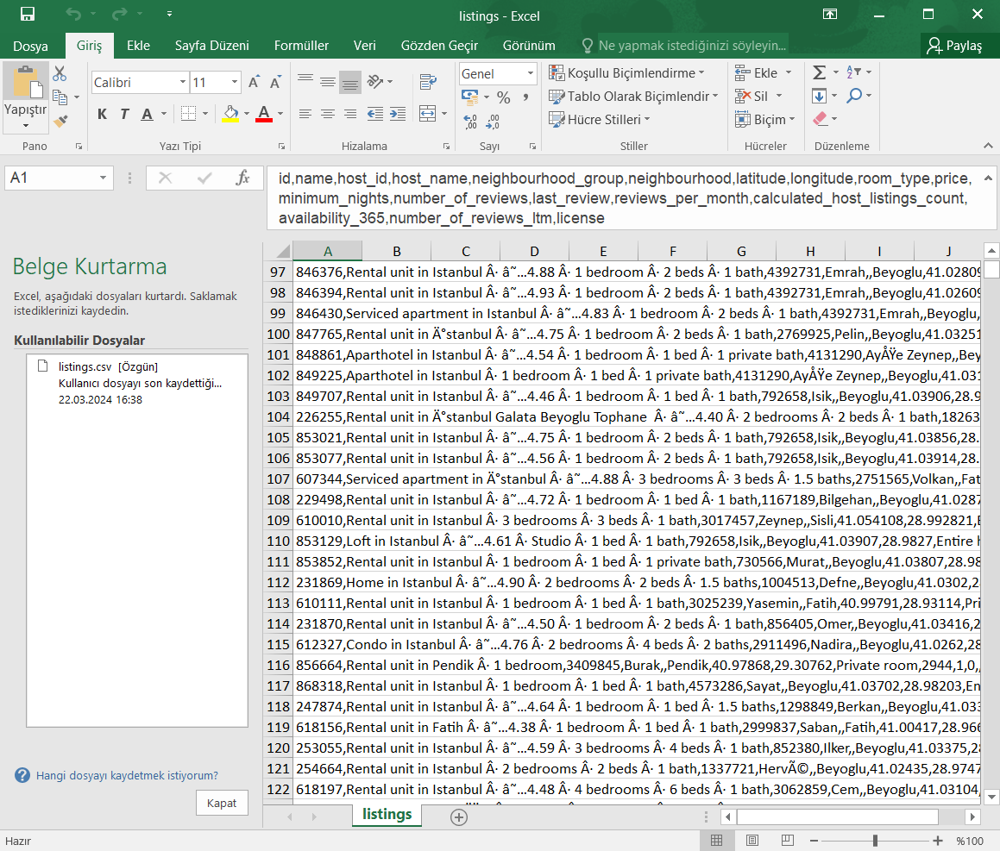 listings - Excel
Dosya Giriş Ekle Sayfa Düzeni Formüller Veri Gözden Geçir Görünüm Ne yapmak istediğinizi söyleyin... Paylaş
Yapıştır
Calibri 11
K T A
Genel
Koşullu Biçimlendirme
Tablo Olarak Biçimlendir
Hücre Stilleri
Ekle
Sil
Biçim
Pano Yazı Tipi Hizalama Sayı Stiller Hücreler Düzenleme
A1
fx
id,name,host_id,host_name,neighbourhood_group,neighbourhood,latitude,longitude,room_type,price,
minimum_nights,number_of_reviews,last_review,reviews_per_month,calculated_host_listings_count,
availability_365,number_of_reviews_ltm,license
Belge Kurtarma
Excel, aşağıdaki dosyaları kurtardı. Saklamak
istediklerinizi kaydedin.
Kullanılabilir Dosyalar
listings.csv [Özgün]
Kullanıcı dosyayı son kaydettiği...
22.03.2024 16:38
Hangi dosyayı kaydetmek istiyorum?
Kapat
A B C D E F G H I J
97 846376,Rental unit in Istanbul Â· â˜…4.88 Â· 1 bedroom Â· 2 beds Â· 1 bath,4392731,Emrah,,Beyoglu,41.02809
98 846394,Rental unit in Istanbul Â· â˜…4.93 Â· 1 bedroom Â· 2 beds Â· 1 bath,4392731,Emrah,,Beyoglu,41.02609
99 846430,Serviced apartment in Istanbul Â· â˜…4.83 Â· 1 bedroom Â· 2 beds Â· 1 bath,4392731,Emrah,,Beyoglu,
100 847765,Rental unit in Ä°stanbul Â· â˜…4.75 Â· 1 bedroom Â· 2 beds Â· 1 bath,2769925,Pelin,,Beyoglu,41.03251
101 848861,Aparthotel in Istanbul Â· â˜…4.54 Â· 1 bedroom Â· 1 bed Â· 1 private bath,4131290,AyÅŸe Zeynep,,Bey
102 849225,Aparthotel in Istanbul Â· 1 bedroom Â· 1 bed Â· 1 private bath,4131290,AyÅŸe Zeynep,,Beyoglu,41.031
103 849707,Rental unit in Istanbul Â· â˜…4.46 Â· 1 bedroom Â· 1 bed Â· 1 bath,792658,Isik,,Beyoglu,41.03906,28.9
104 226255,Rental unit in Ä°stanbul Galata Beyoglu Tophane  Â· â˜…4.40 Â· 2 bedrooms Â· 2 beds Â· 1 bath,18263
105 853021,Rental unit in Istanbul Â· â˜…4.75 Â· 1 bedroom Â· 2 beds Â· 1 bath,792658,Isik,,Beyoglu,41.03856,28.
106 853077,Rental unit in Istanbul Â· â˜…4.56 Â· 1 bedroom Â· 2 beds Â· 1 bath,792658,Isik,,Beyoglu,41.03914,28.
107 607344,Serviced apartment in Ä°stanbul Â· â˜…4.88 Â· 3 bedrooms Â· 3 beds Â· 1.5 baths,2751565,Volkan,,Fat
108 229498,Rental unit in Istanbul Â· â˜…4.72 Â· 1 bedroom Â· 1 bed Â· 1 bath,1167189,Bilgehan,,Beyoglu,41.0287
109 610010,Rental unit in Istanbul Â· 3 bedrooms Â· 3 beds Â· 1 bath,3017457,Zeynep,,Sisli,41.054108,28.992821,E
110 853129,Loft in Istanbul Â· â˜…4.61 Â· Studio Â· 1 bed Â· 1 bath,792658,Isik,,Beyoglu,41.03907,28.9827,Entire h
111 853852,Rental unit in Istanbul Â· 1 bedroom Â· 1 bed Â· 1 private bath,730566,Murat,,Beyoglu,41.03807,28.98
112 231869,Home in Istanbul Â· â˜…4.90 Â· 2 bedrooms Â· 2 beds Â· 1.5 baths,1004513,Defne,,Beyoglu,41.0302,28
113 610111,Rental unit in Istanbul Â· 1 bedroom Â· 1 bed Â· 1 bath,3025239,Yasemin,,Fatih,40.99791,28.93114,Pri
114 231870,Rental unit in Istanbul Â· â˜…4.50 Â· 1 bedroom Â· 2 beds Â· 1 bath,856405,Omer,,Beyoglu,41.03416,2
115 612327,Condo in Istanbul Â· â˜…4.76 Â· 2 bedrooms Â· 4 beds Â· 2 baths,2911496,Nadira,,Beyoglu,41.0262,28
116 856664,Rental unit in Pendik Â· 1 bedroom,3409845,Burak,,Pendik,40.97868,29.30762,Private room,2944,1,0,,
117 868318,Rental unit in Istanbul Â· 1 bedroom Â· 1 bed Â· 1 bath,4573286,Sayat,,Beyoglu,41.03702,28.98203,En
118 247874,Rental unit in Istanbul Â· â˜…4.64 Â· 1 bedroom Â· 1 bed Â· 1.5 baths,1298849,Berkan,,Beyoglu,41.033
119 618156,Rental unit in Fatih Â· â˜…4.38 Â· 1 bedroom Â· 1 bed Â· 1 bath,2999837,Saban,,Fatih,41.00417,28.966
120 253055,Rental unit in Istanbul Â· â˜…4.59 Â· 3 bedrooms Â· 4 beds Â· 1 bath,852380,Ilker,,Beyoglu,41.03375,28
121 254664,Rental unit in Istanbul Â· 2 bedrooms Â· 2 beds Â· 1 bath,1337721,HervÃ©,,Beyoglu,41.02435,28.9747
122 618197,Rental unit in Istanbul Â· â˜…4.48 Â· 4 bedrooms Â· 6 beds Â· 1 bath,3062859,Cem,,Beyoglu,41.03104,
listings
Hazır
%100